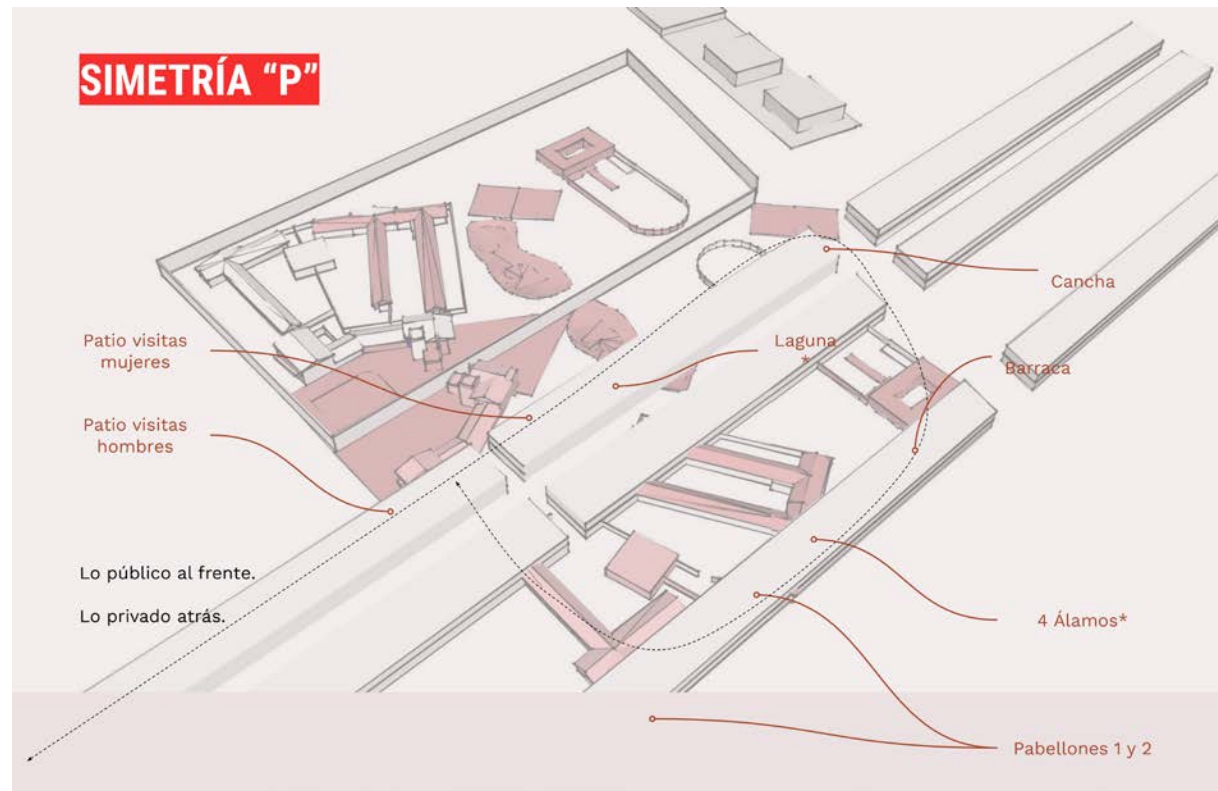 SIMETRÍA “P”
Cancha
Patio visitas
mujeres
Laguna
*
Barraca
Patio visitas
hombres
Lo público al frente.
Lo privado atrás.
4 Álamos*
Pabellones 1 y 2